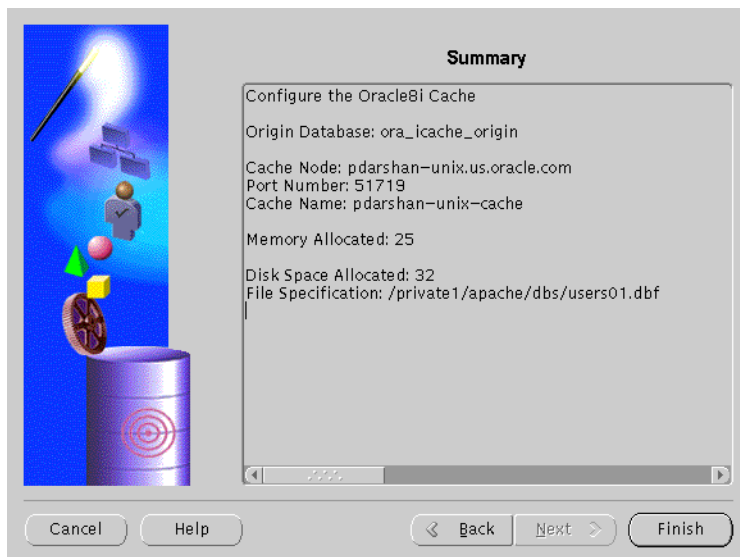 Summary
Configure the Oracle8i Cache
Origin Database: ora_icache_origin
Cache Node: pdarshan-unix.us.oracle.com
Port Number: 51719
Cache Name: pdarshan-unix-cache
Memory Allocated: 25
Disk Space Allocated: 32
File Specification: /private1/apache/dbs/users01.dbf
Cancel Help Back Next Finish